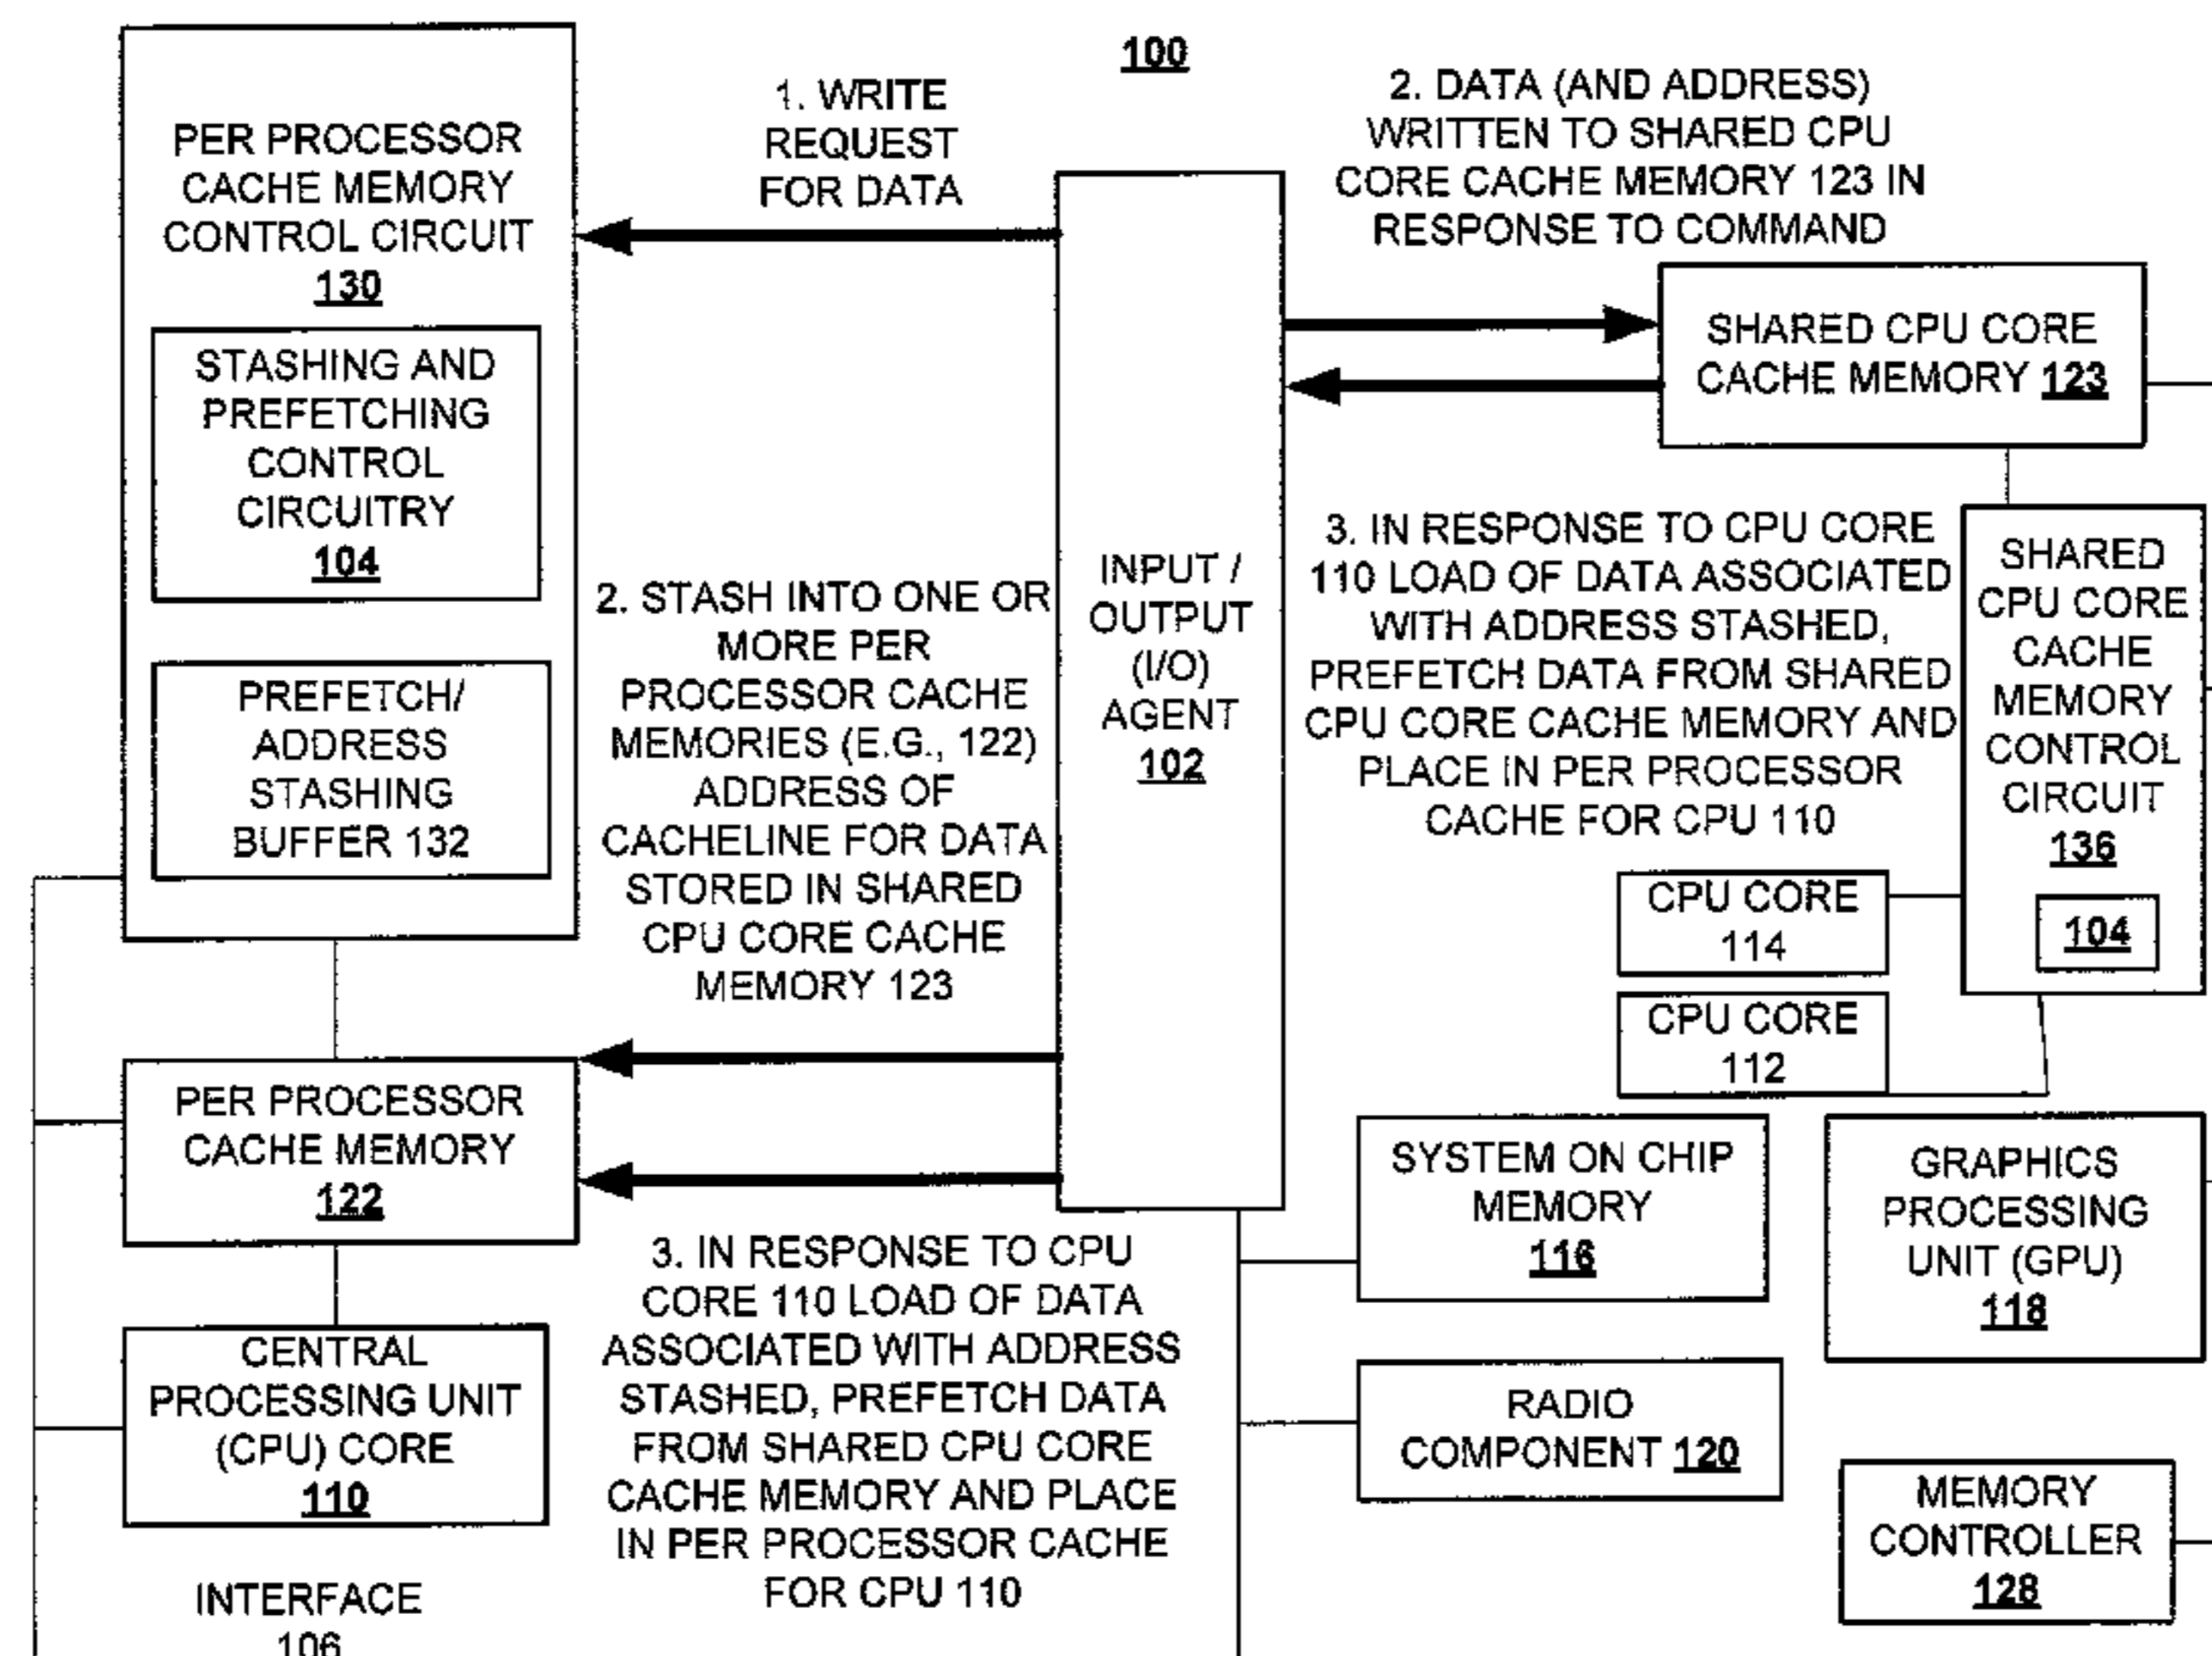 100
PER PROCESSOR
CACHE MEMORY
CONTROL CIRCUIT
130
STASHING AND
PREFETCHING
CONTROL
CIRCUITRY
104
PREFETCH/
ADDRESS
STASHING
BUFFER 132
1. WRITE
REQUEST
FOR DATA
2. STASH INTO ONE OR
MORE PER
PROCESSOR CACHE
MEMORIES (E.G., 122)
ADDRESS OF
CACHELINE FOR DATA
STORED IN SHARED
CPU CORE CACHE
MEMORY 123
INPUT /
OUTPUT
(I/O)
AGENT
102
2. DATA (AND ADDRESS)
WRITTEN TO SHARED CPU
CORE CACHE MEMORY 123 IN
RESPONSE TO COMMAND
SHARED CPU CORE
CACHE MEMORY 123
3. IN RESPONSE TO CPU CORE
110 LOAD OF DATA ASSOCIATED
WITH ADDRESS STASHED,
PREFETCH DATA FROM SHARED
CPU CORE CACHE MEMORY AND
PLACE IN PER PROCESSOR
CACHE FOR CPU 110
SHARED
CPU CORE
CACHE
MEMORY
CONTROL
CIRCUIT
136
104
CPU CORE
114
CPU CORE
112
PER PROCESSOR
CACHE MEMORY
122
CENTRAL
PROCESSING UNIT
(CPU) CORE
110
3. IN RESPONSE TO CPU
CORE 110 LOAD OF DATA
ASSOCIATED WITH ADDRESS
STASHED, PREFETCH DATA
FROM SHARED CPU CORE
CACHE MEMORY AND PLACE
IN PER PROCESSOR CACHE
FOR CPU 110
SYSTEM ON CHIP
MEMORY
116
GRAPHICS
PROCESSING
UNIT (GPU)
118
RADIO
COMPONENT 120
MEMORY
CONTROLLER
128
INTERFACE
106